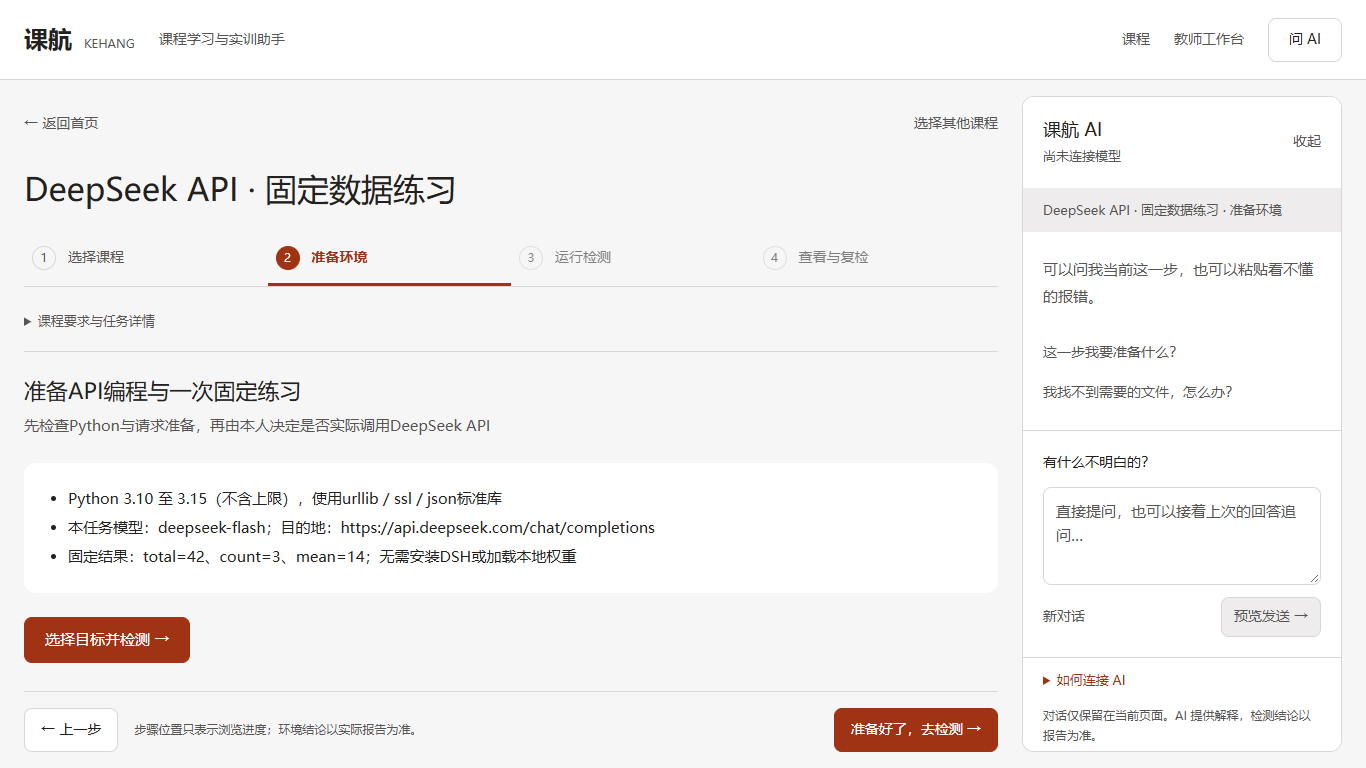 课航 KEHANG 课程学习与实训助手
课程 教师工作台 问 AI
← 返回首页
选择其他课程
DeepSeek API · 固定数据练习
1 选择课程
2 准备环境
3 运行检测
4 查看与复检
▶ 课程要求与任务详情
准备API编程与一次固定练习
先检查Python与请求准备，再由本人决定是否实际调用DeepSeek API
• Python 3.10 至 3.15（不含上限），使用urllib / ssl / json标准库
• 本任务模型：deepseek-flash；目的地：https://api.deepseek.com/chat/completions
• 固定结果：total=42、count=3、mean=14；无需安装DSH或加载本地权重
选择目标并检测 →
← 上一步
步骤位置只表示浏览进度；环境结论以实际报告为准。
准备好了，去检测 →
课航 AI
尚未连接模型
收起
DeepSeek API · 固定数据练习 · 准备环境
可以问我当前这一步，也可以粘贴看不懂
的报错。
这一步我要准备什么？
我找不到需要的文件，怎么办？
有什么不明白的？
直接提问，也可以接着上次的回答追
问...
新对话
预览发送 →
▶ 如何连接 AI
对话仅保留在当前页面。AI 提供解释，检测结论以
报告为准。